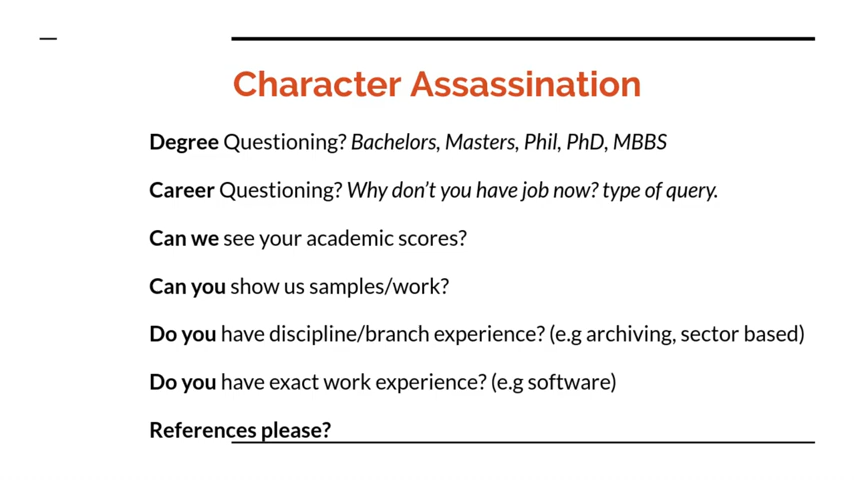 Character Assassination
Degree Questioning? Bachelors, Masters, Phil, PhD, MBBS
Career Questioning? Why don't you have job now? type of query.
Can we see your academic scores?
Can you show us samples/work?
Do you have discipline/branch experience? (e.g archiving, sector based)
Do you have exact work experience? (e.g software)
References please?